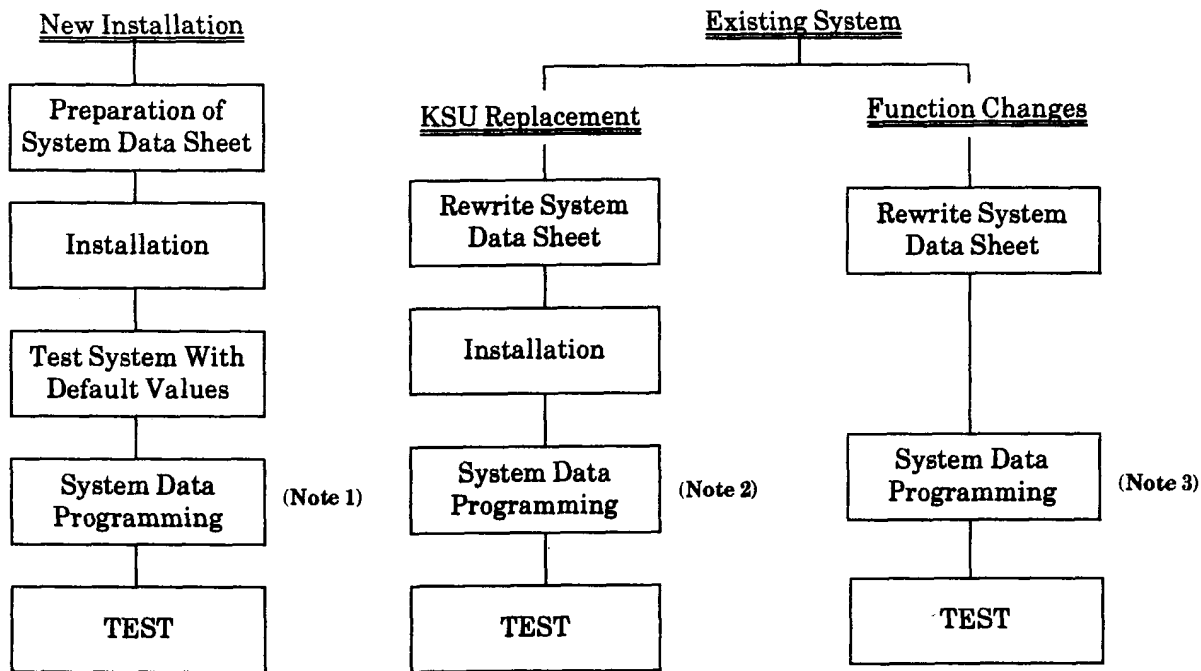 New Installation
Preparation of
System Data Sheet
Installation
Test System With
Default Values
System Data
Programming
(Note 1)
TEST
Existing System
KSU Replacement
Rewrite System
Data Sheet
Installation
System Data
Programming
(Note 2)
TEST
Function Changes
Rewrite System
Data Sheet
System Data
Programming
(Note 3)
TEST